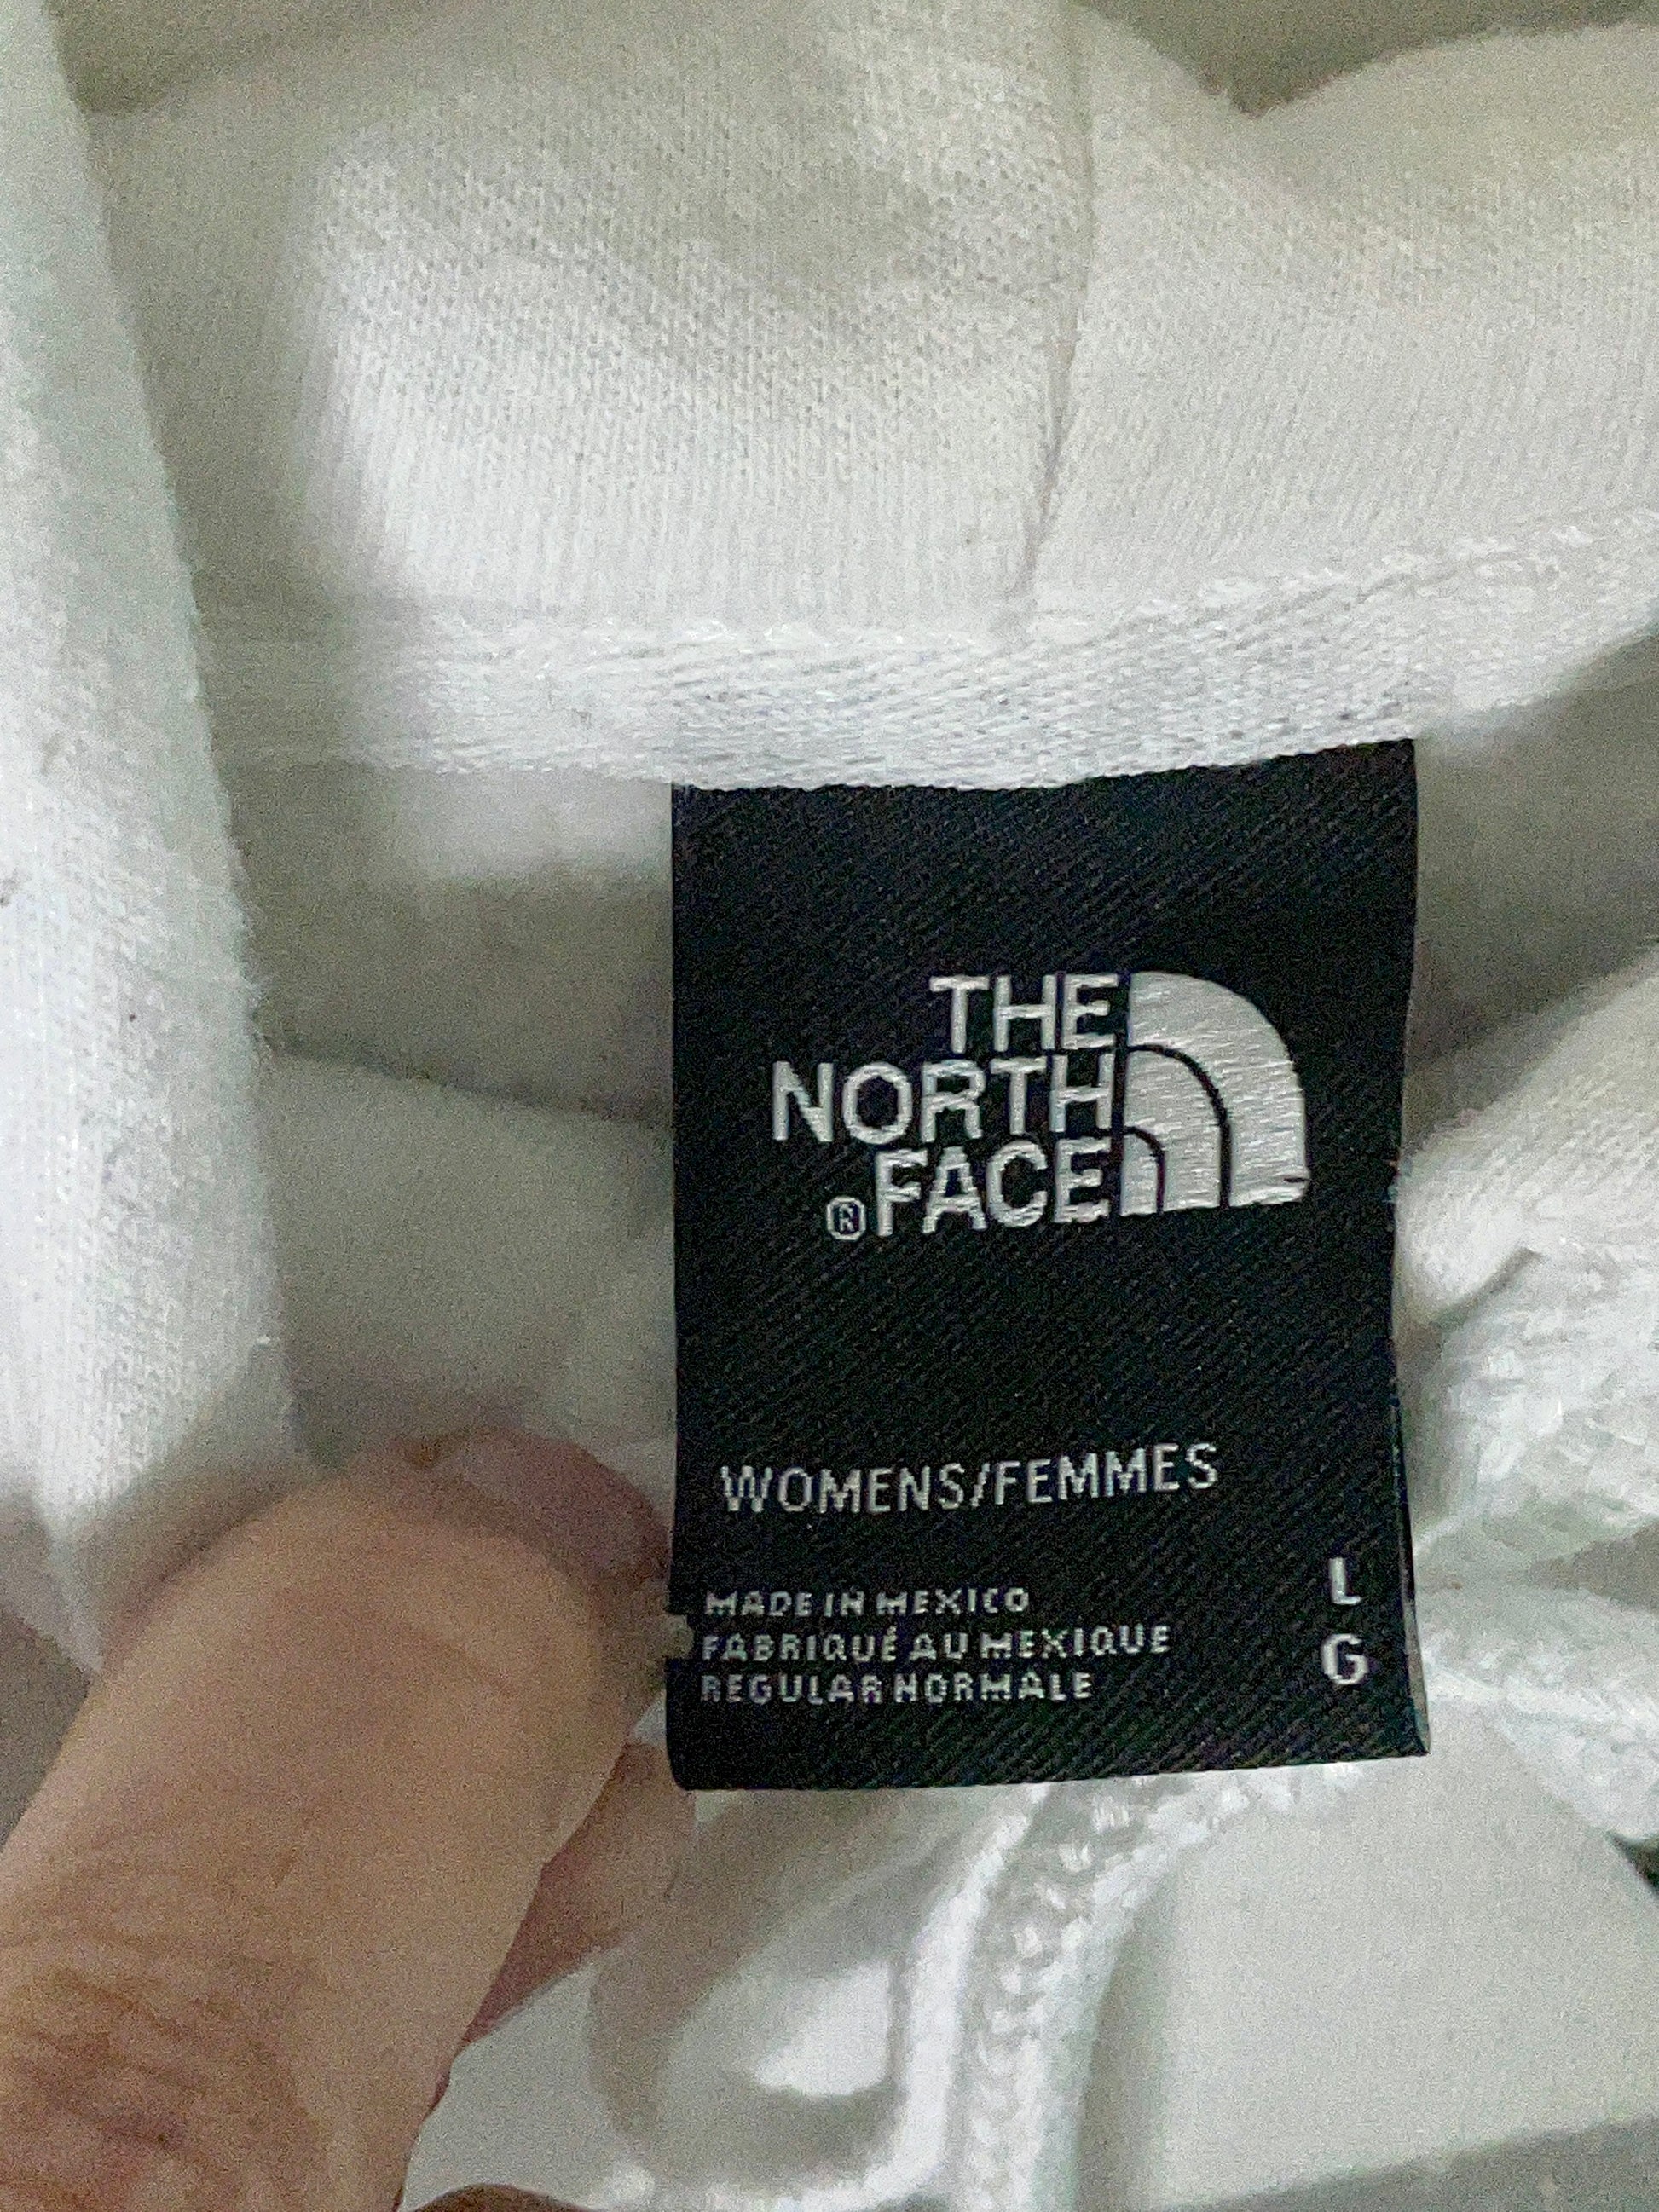 THE
NORTH
®FACE
WOMENS/FEMMES
MADE IN MEXICO
FABRIQUÉ AU MEXIQUE
REGULAR NORMALE
L
G